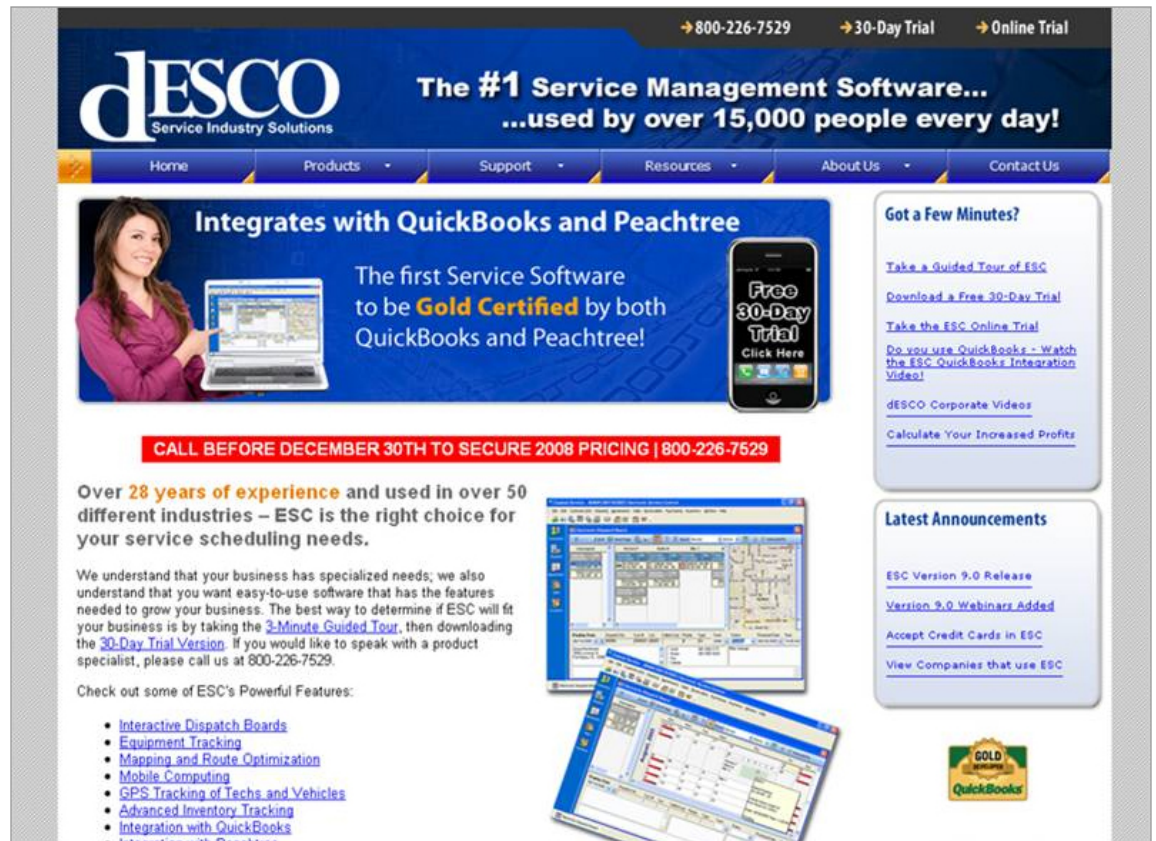 800-226-7529
30-Day Trial
Online Trial
dESCO
Service Industry Solutions
The #1 Service Management Software...
...used by over 15,000 people every day!
Home
Products
Support
Resources
About Us
Contact Us
Integrates with QuickBooks and Peachtree
The first Service Software
to be Gold Certified by both
QuickBooks and Peachtree!
Free
30-Day
Trial
Click Here
CALL BEFORE DECEMBER 30TH TO SECURE 2008 PRICING | 800-226-7529
Over 28 years of experience and used in over 50
different industries – ESC is the right choice for
your service scheduling needs.
We understand that your business has specialized needs; we also
understand that you want easy-to-use software that has the features
needed to grow your business. The best way to determine if ESC will fit
your business is by taking the 3-Minute Guided Tour, then downloading
the 30-Day Trial Version. If you would like to speak with a product
specialist, please call us at 800-226-7529.
Check out some of ESC's Powerful Features:
Interactive Dispatch Boards
Equipment Tracking
Mapping and Route Optimization
Mobile Computing
GPS Tracking of Techs and Vehicles
Advanced Inventory Tracking
Integration with QuickBooks
Integration with Peachtree
Got a Few Minutes?
Take a Guided Tour of ESC
Download a Free 30-Day Trial
Take the ESC Online Trial
Do you use QuickBooks - Watch
the ESC QuickBooks Integration
Video!
dESCO Corporate Videos
Calculate Your Increased Profits
Latest Announcements
ESC Version 9.0 Release
Version 9.0 Webinars Added
Accept Credit Cards in ESC
View Companies that use ESC
GOLD
DEVELOPER
QuickBooks